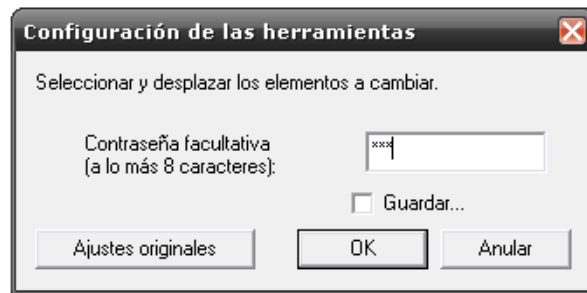 Configuración de las herramientas
Seleccionar y desplazar los elementos a cambiar.
Contraseña facultativa
(a lo más 8 caracteres):
***
Guardar...
Ajustes originales
OK
Anular